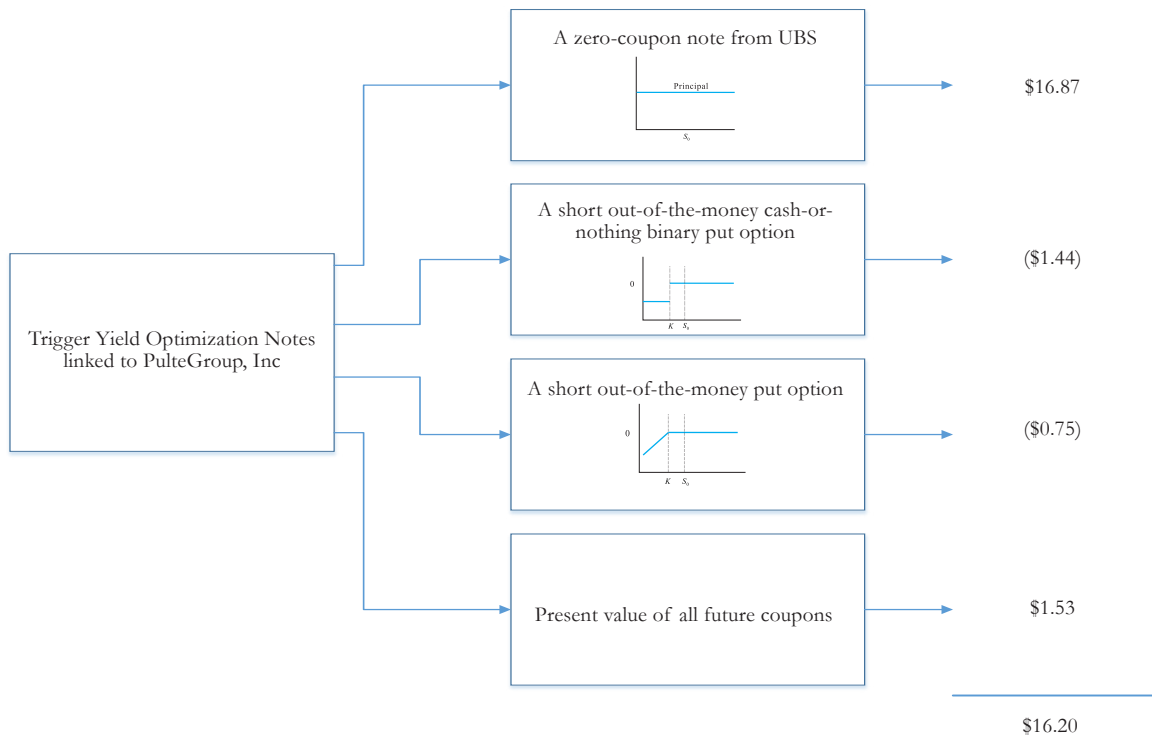 A zero-coupon note from UBS
Principal
S₀
$16.87
A short out-of-the-money cash-or-
nothing binary put option
0
K S₀
($1.44)
Trigger Yield Optimization Notes
linked to PulteGroup, Inc
A short out-of-the-money put option
0
K S₀
($0.75)
Present value of all future coupons
$1.53
$16.20